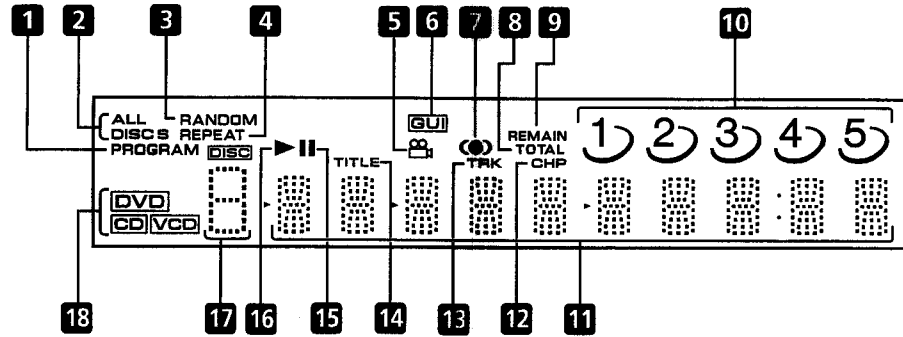 1 2 3 4 5 6 7 8 9 10
ALL RANDOM GUI REMAIN 1 2 3 4 5
DISCS REPEAT TOTAL
PROGRAM DISC TITLE TRK CHP
DVD
CD VCD
18 17 16 15 14 13 12 11